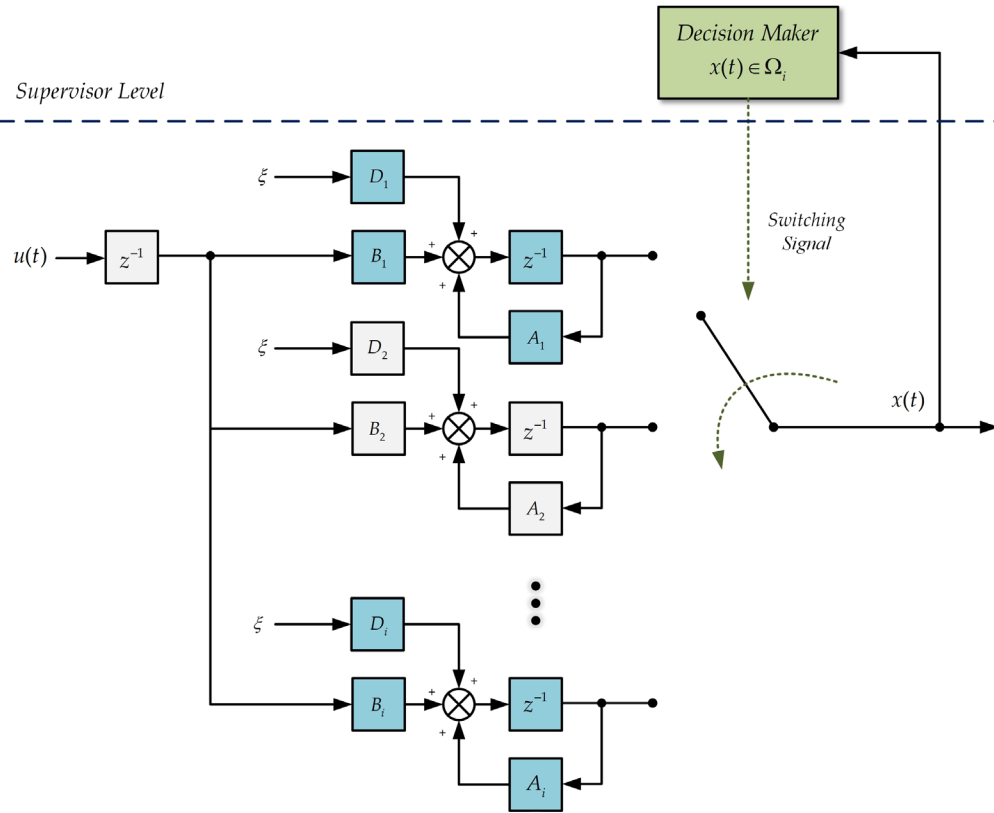 Decision Maker
x(t) ∈ Ω_i
Supervisor Level
ξ
D_1
+
Switching
Signal
u(t)
z^{-1}
B_1
+
z^{-1}
+
A_1
ξ
D_2
+
x(t)
B_2
+
z^{-1}
+
A_2
ξ
D_i
+
B_i
+
z^{-1}
+
A_i